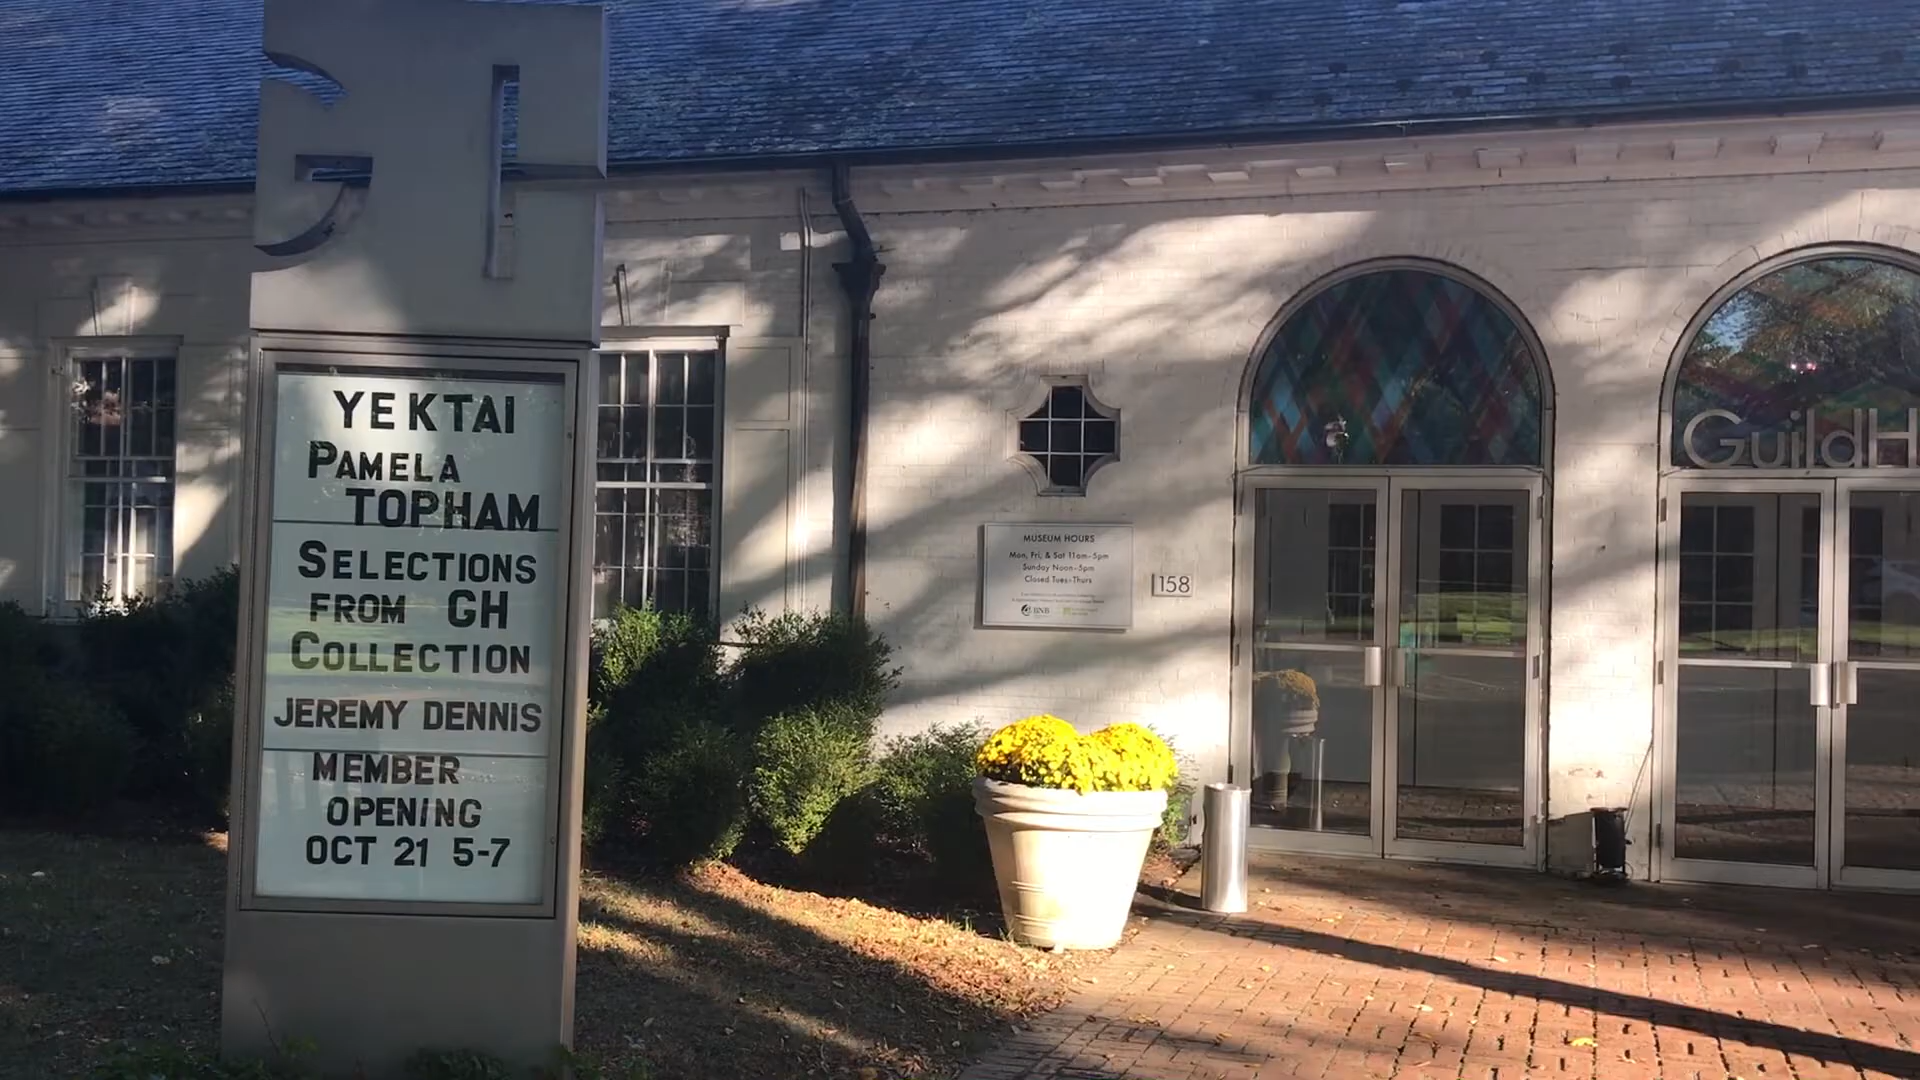 GH
YEKTAI
PAMELA
TOPHAM
SELECTIONS
FROM GH
COLLECTION
JEREMY DENNIS
MEMBER
OPENING
OCT 21 5-7
MUSEUM HOURS
Mon, Fri, & Sat 11am-5pm
Sunday Noon-5pm
Closed Tues-Thurs
BNB
158
GuildH